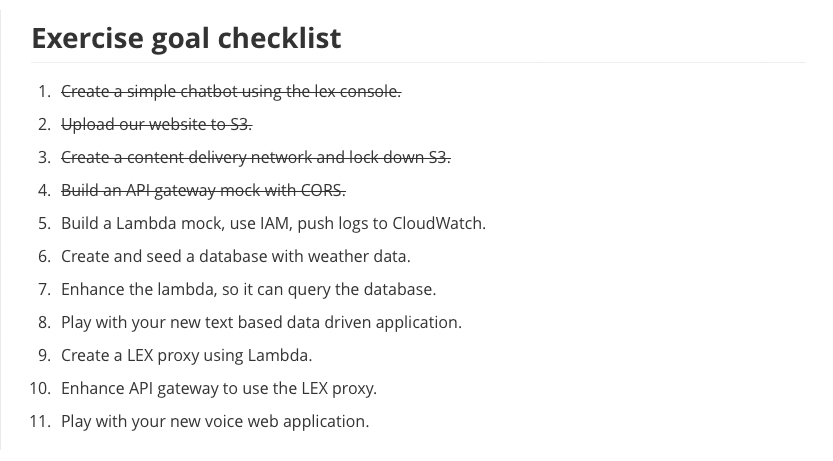 Exercise goal checklist
1. Create a simple chatbot using the lex console.
2. Upload our website to S3.
3. Create a content delivery network and lock down S3.
4. Build an API gateway mock with CORS.
5. Build a Lambda mock, use IAM, push logs to CloudWatch.
6. Create and seed a database with weather data.
7. Enhance the lambda, so it can query the database.
8. Play with your new text based data driven application.
9. Create a LEX proxy using Lambda.
10. Enhance API gateway to use the LEX proxy.
11. Play with your new voice web application.